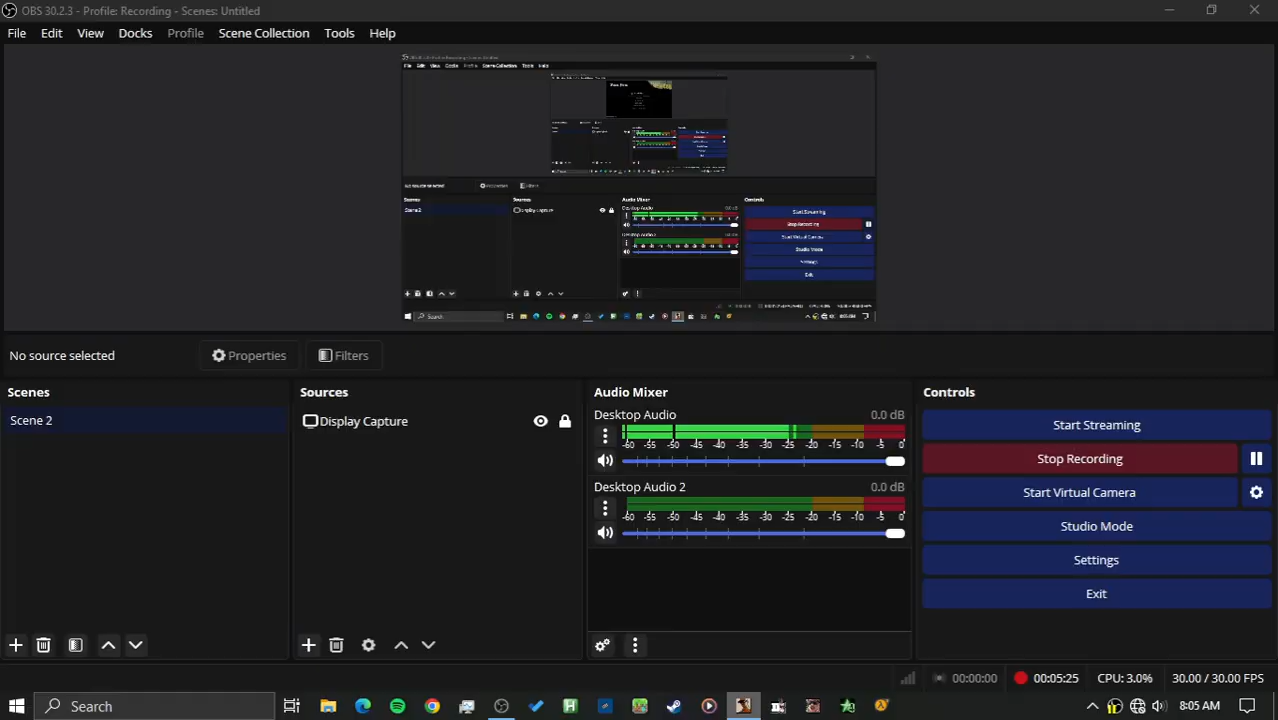 OBS 30.2.3 - Profile: Recording - Scenes: Untitled
File Edit View Docks Profile Scene Collection Tools Help
No source selected Properties Filters
Scenes
Scene 2
Sources
Display Capture
Audio Mixer
Desktop Audio 0.0 dB
-60 -55 -50 -45 -40 -35 -30 -25 -20 -15 -10 -5 0
Desktop Audio 2 0.0 dB
-60 -55 -50 -45 -40 -35 -30 -25 -20 -15 -10 -5 0
Controls
Start Streaming
Stop Recording
Start Virtual Camera
Studio Mode
Settings
Exit
00:00:00 00:05:25 CPU: 3.0% 30.00 / 30.00 FPS
Search 8:05 AM